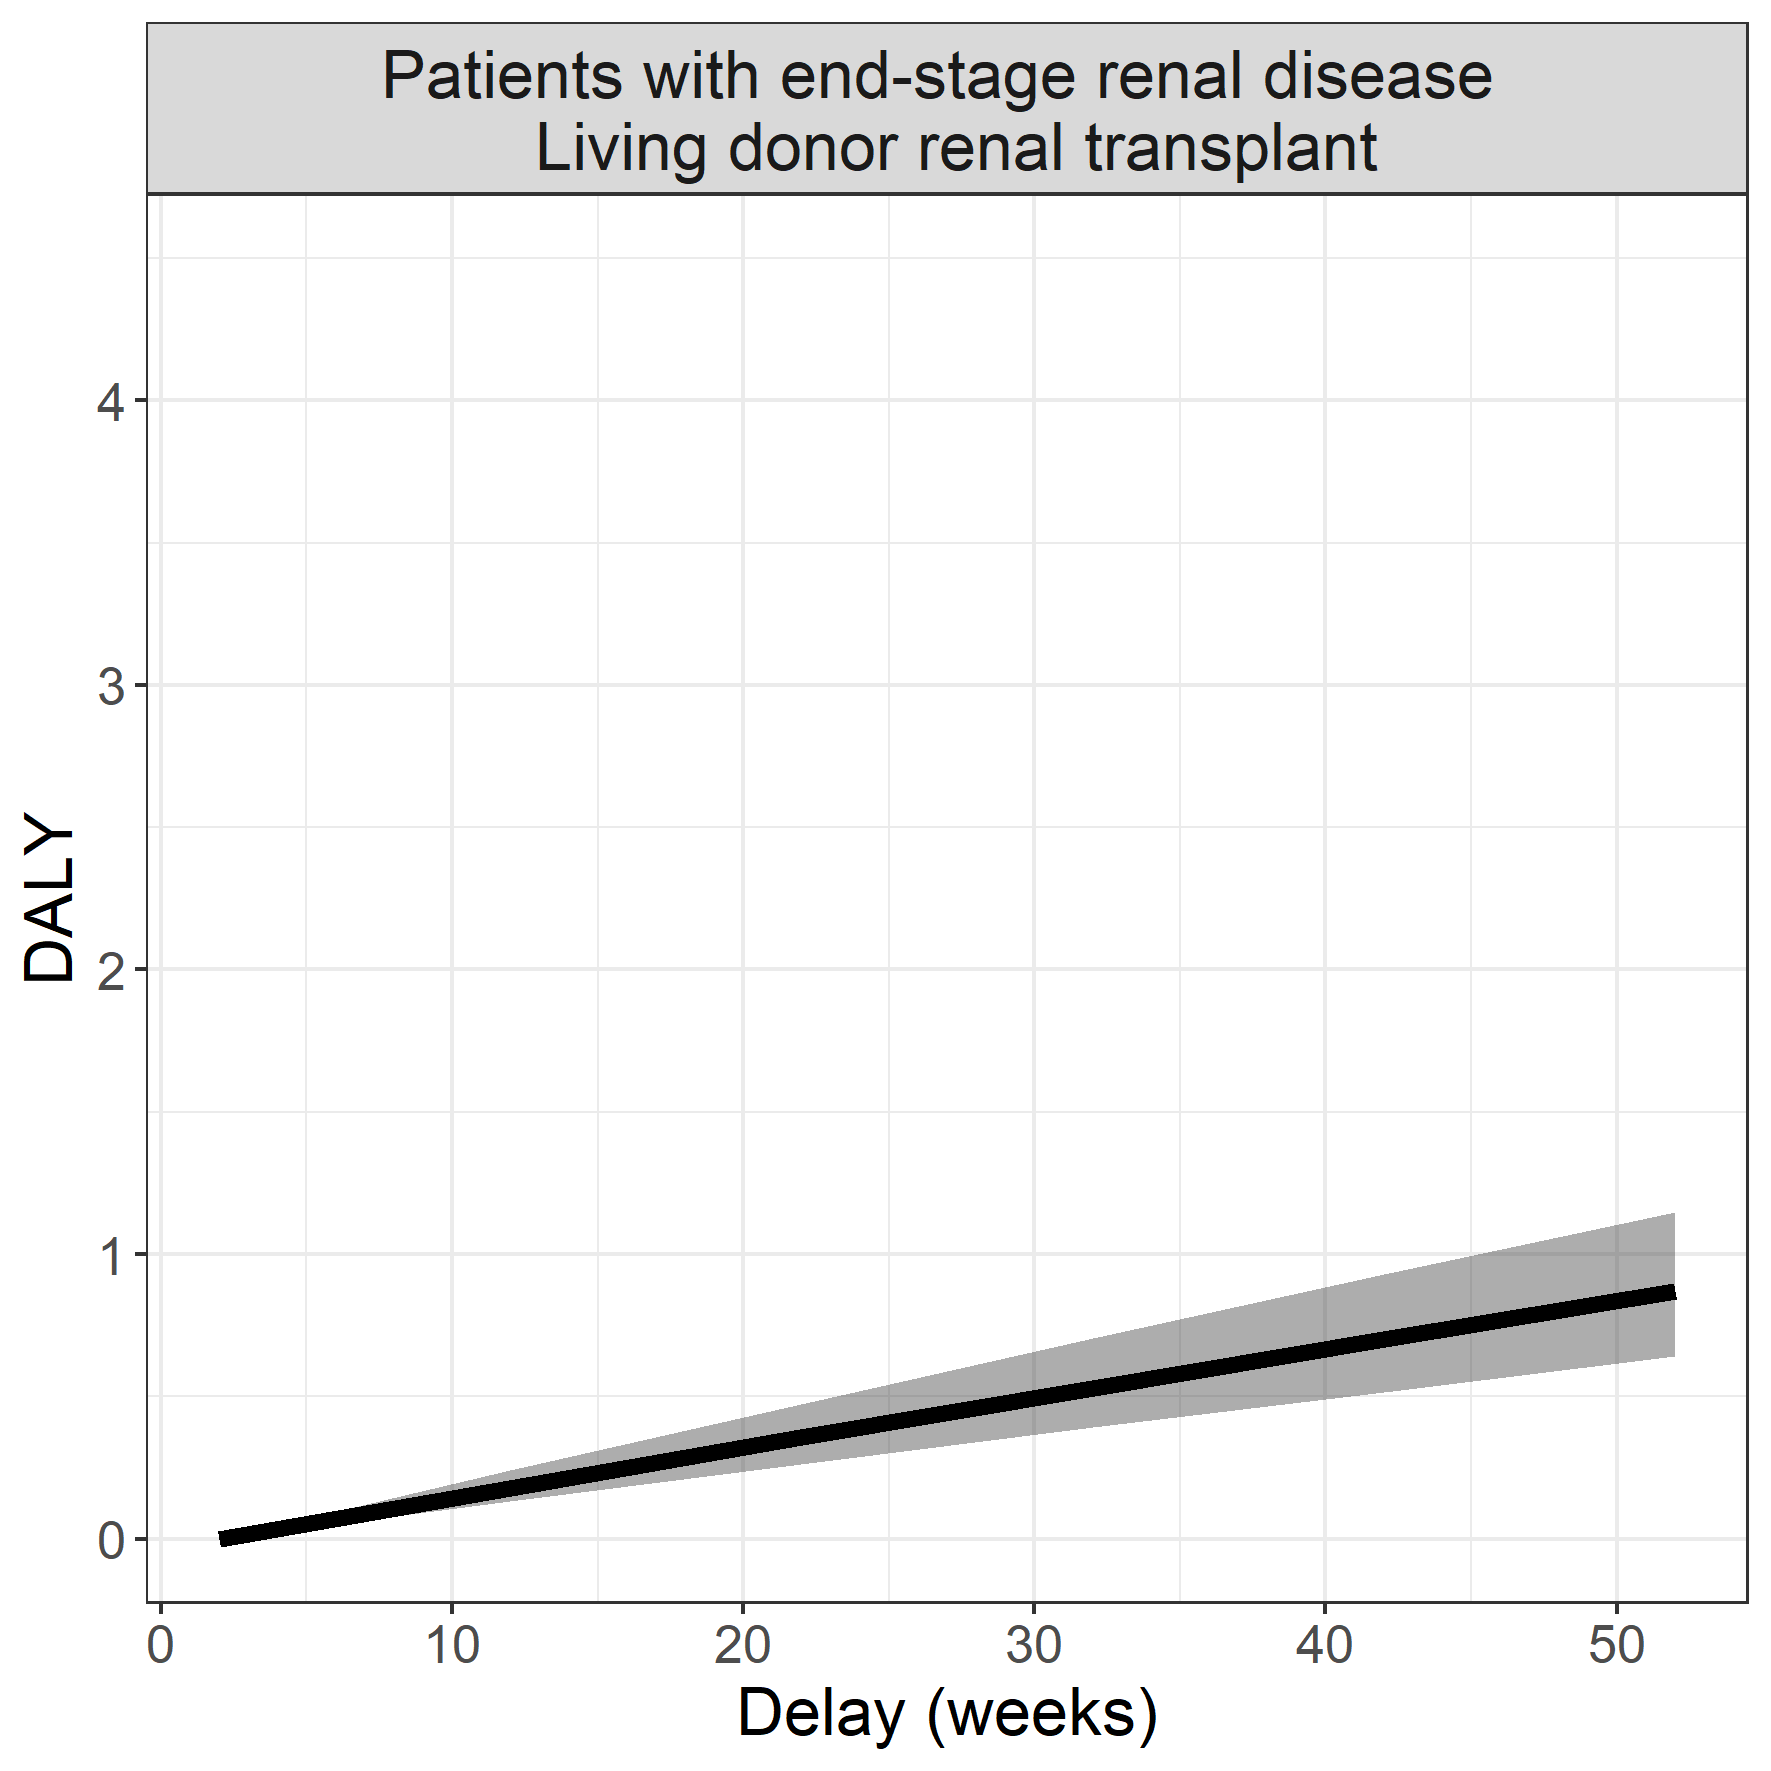 Patients with end-stage renal disease
Living donor renal transplant
4
3
2
1
0
DALY
0 10 20 30 40 50
Delay (weeks)